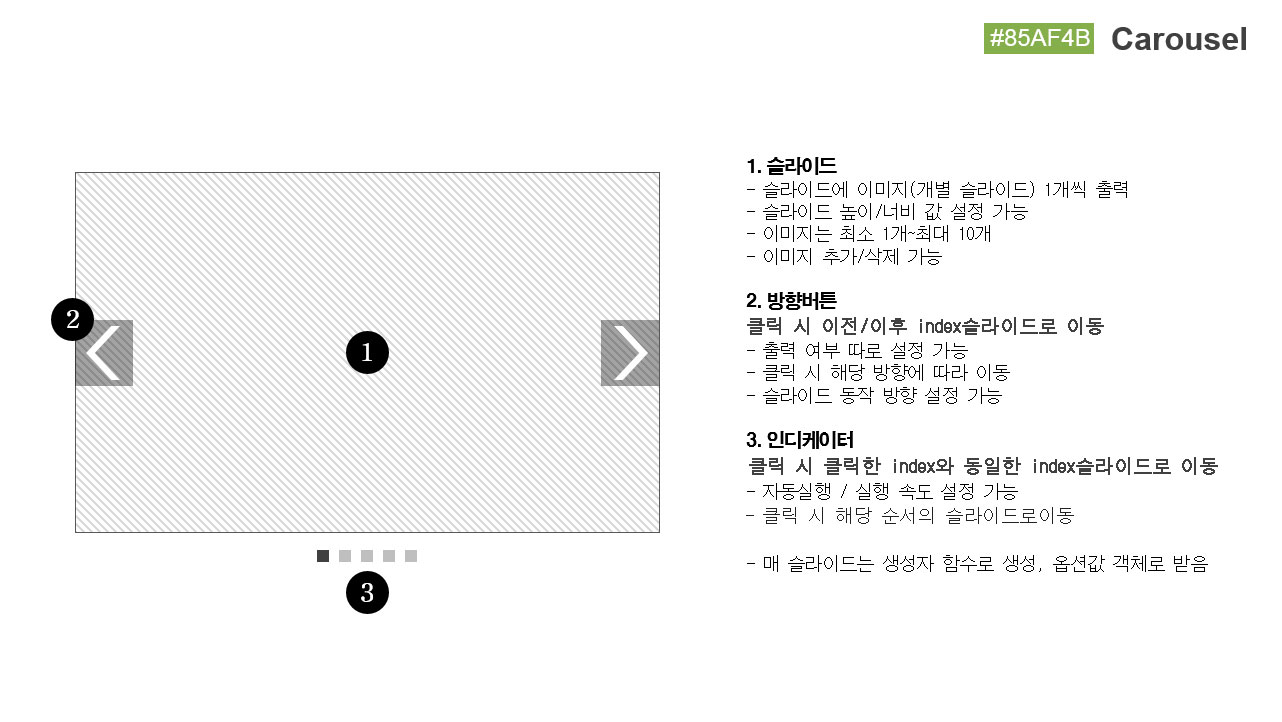 #85AF4B Carousel
2
1
3
1. 슬라이드
- 슬라이드에 이미지(개별 슬라이드) 1개씩 출력
- 슬라이드 높이/너비 값 설정 가능
- 이미지는 최소 1개~최대 10개
- 이미지 추가/삭제 가능
2. 방향버튼
클릭 시 이전/이후 index슬라이드로 이동
- 출력 여부 따로 설정 가능
- 클릭 시 해당 방향에 따라 이동
- 슬라이드 동작 방향 설정 가능
3. 인디케이터
클릭 시 클릭한 index와 동일한 index슬라이드로 이동
- 자동실행 / 실행 속도 설정 가능
- 클릭 시 해당 순서의 슬라이드로이동
- 매 슬라이드는 생성자 함수로 생성, 옵션값 객체로 받음